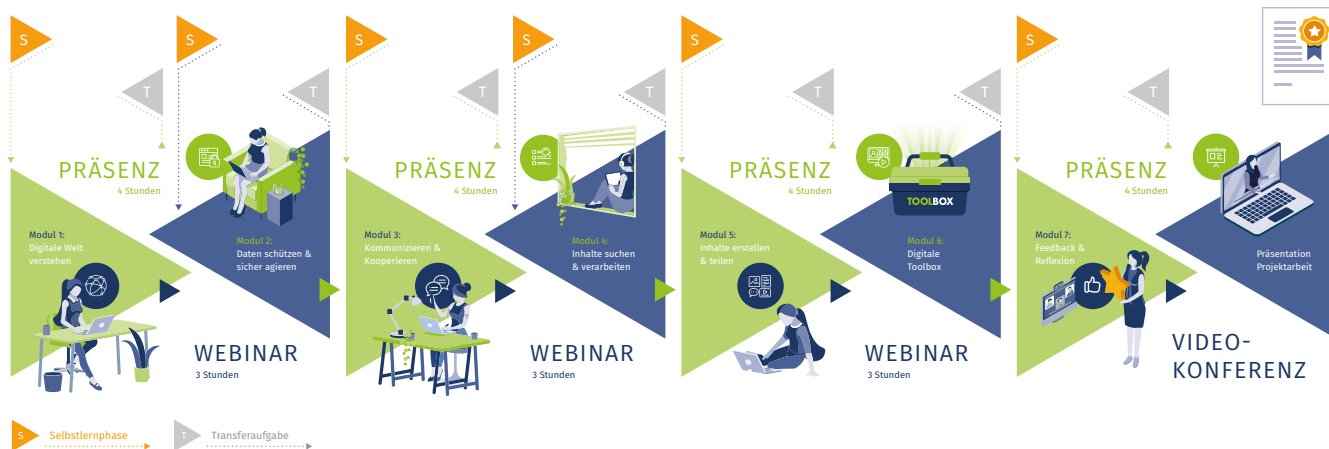 S
S
S
S
S
S
S
T
T
T
T
T
T
T
PRÄSENZ
4 Stunden
Modul 1:
Digitale Welt
verstehen
Modul 2:
Daten schützen &
sicher agieren
WEBINAR
3 Stunden
PRÄSENZ
4 Stunden
Modul 3:
Kommunizieren &
Kooperieren
Modul 4:
Inhalte suchen
& verarbeiten
WEBINAR
3 Stunden
PRÄSENZ
4 Stunden
Modul 5:
Inhalte erstellen
& teilen
TOOLBOX
Modul 6:
Digitale
Toolbox
WEBINAR
3 Stunden
PRÄSENZ
4 Stunden
Modul 7:
Feedback &
Reflexion
Präsentation
Projektarbeit
VIDEO-
KONFERENZ
S Selbstlernphase
T Transferaufgabe